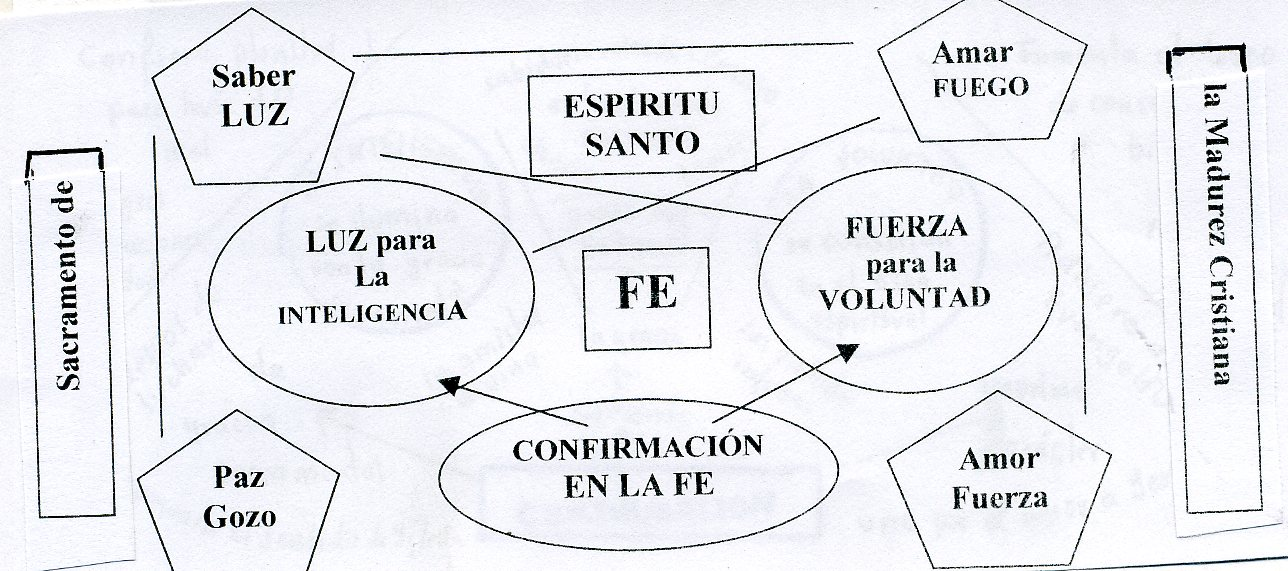 Saber
LUZ
Amar
FUEGO
ESPIRITU
SANTO
Sacramento de
la Madurez Cristiana
LUZ para
La
INTELIGENCIA
FE
FUERZA
para la
VOLUNTAD
Paz
Gozo
CONFIRMACIÓN
EN LA FE
Amor
Fuerza